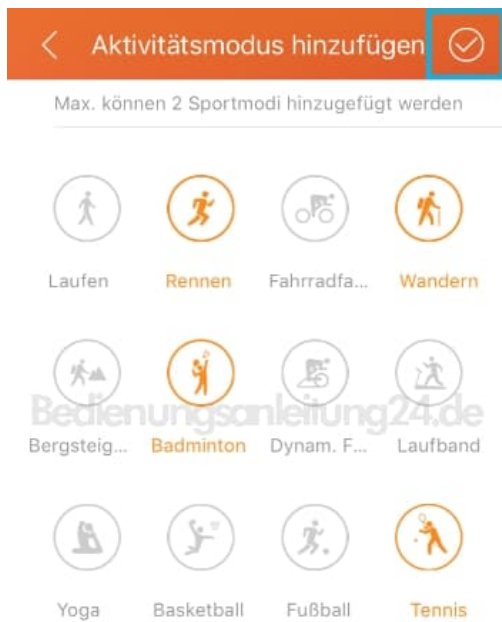 Aktivitätsmodus hinzufügen
Max. können 2 Sportmodi hinzugefügt werden
Laufen Rennen Fahrradfa... Wandern
Bedienungsanleitung24.de
Bergsteig... Badminton Dynam. F... Laufband
Yoga Basketball Fußball Tennis